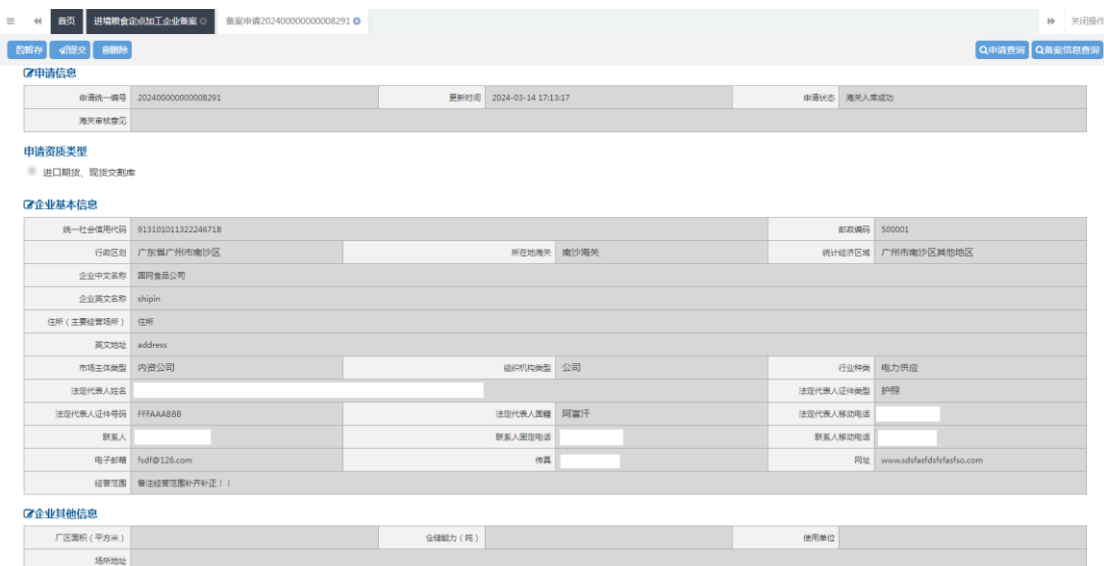 首页 进境粮食定点加工企业备案 备案申请202400000000008291 关闭操作
暂存 提交 删除 申请查询 备案信息查询
申请信息
申请统一编号 202400000000008291 更新时间 2024-03-14 17:13:17 申请状态 海关入库成功
海关审核意见
申请资质类型
进口期货、现货交割库
企业基本信息
统一社会信用代码 91310101132224671B 邮政编码 500001
行政区划 广东省广州市南沙区 所在地海关 南沙海关 统计经济区域 广州市南沙区其他地区
企业中文名称 国网食品公司
企业英文名称 shipin
住所(主要经营场所) 住所
英文地址 address
市场主体类型 内资公司 组织机构类型 公司 行业种类 电力供应
法定代表人姓名 法定代表人证件类型 护照
法定代表人证件号码 FFFAAABBB 法定代表人国籍 阿富汗 法定代表人移动电话
联系人 联系人固定电话 联系人移动电话
电子邮箱 fsdf@126.com 传真 网址 www.sdsfasfdsfsfasfso.com
经营范围 备注经营范围补齐补正!!
企业其他信息
厂区面积(平方米) 仓储能力(吨) 使用单位
场所地址